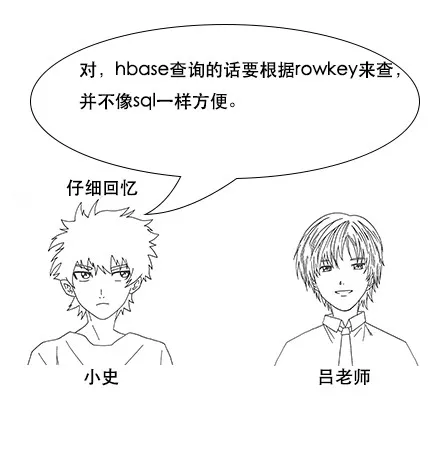 对，hbase查询的话要根据rowkey来查，
并不像sql一样方便。
仔细回忆
小史
吕老师